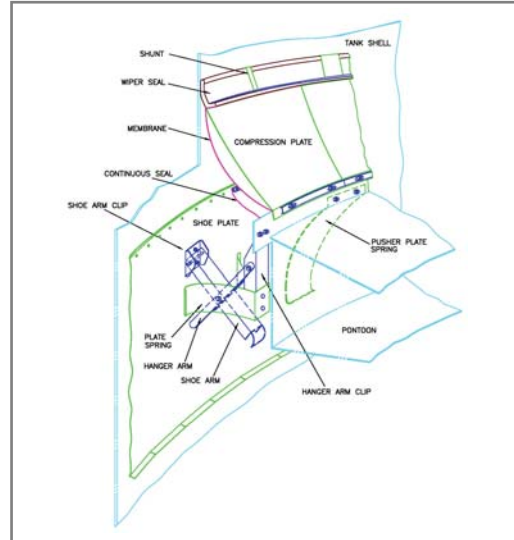 SHUNT
TANK SHELL
WIPER SEAL
MEMBRANE
COMPRESSION PLATE
CONTINUOUS SEAL
SHOE ARM CLIP
SHOE PLATE
PUSHER PLATE
SPRING
PLATE
SPRING
PONTOON
HANGER ARM
SHOE ARM
HANGER ARM CLIP